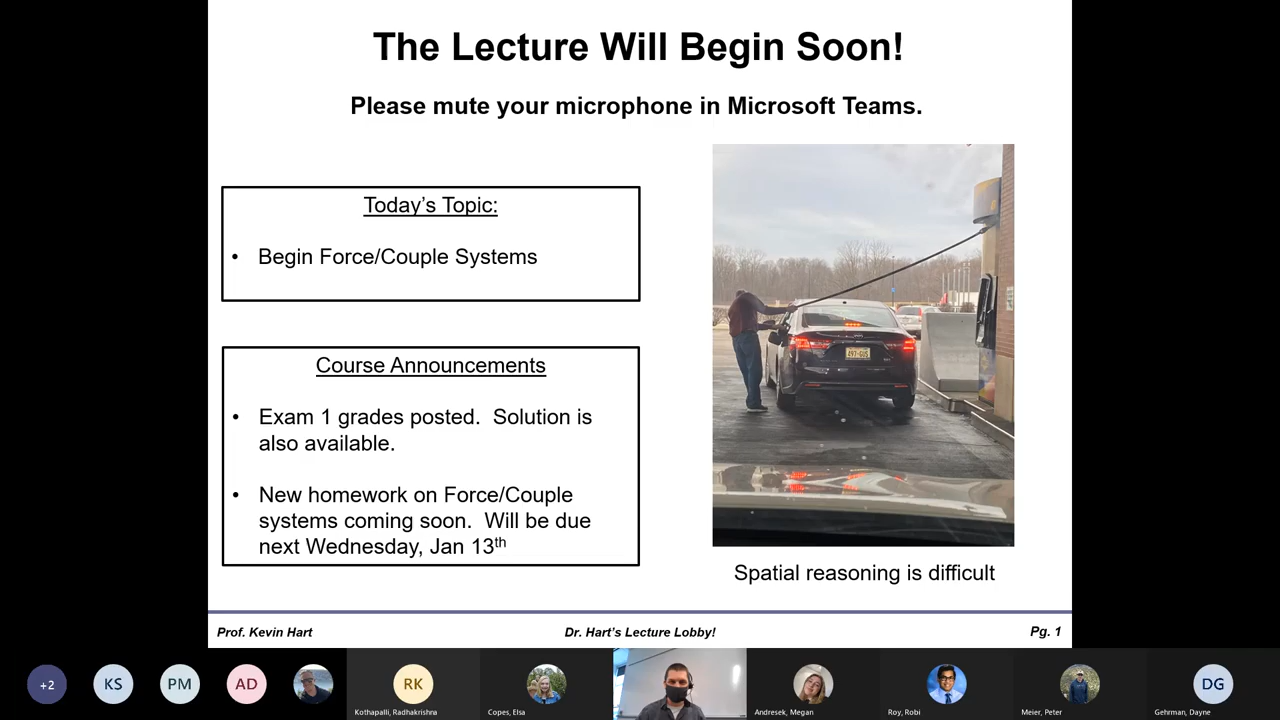 The Lecture Will Begin Soon!
Please mute your microphone in Microsoft Teams.
Today's Topic:
• Begin Force/Couple Systems
Course Announcements
• Exam 1 grades posted.  Solution is
also available.
• New homework on Force/Couple
systems coming soon.  Will be due
next Wednesday, Jan 13th
497-GUS
Spatial reasoning is difficult
Prof. Kevin Hart
Dr. Hart's Lecture Lobby!
Pg. 1
+2
KS
PM
AD
RK
DG
Kothapalli, Radhakrishna
Copes, Elsa
Andresek, Megan
Roy, Robi
Meier, Peter
Gehrman, Dayne